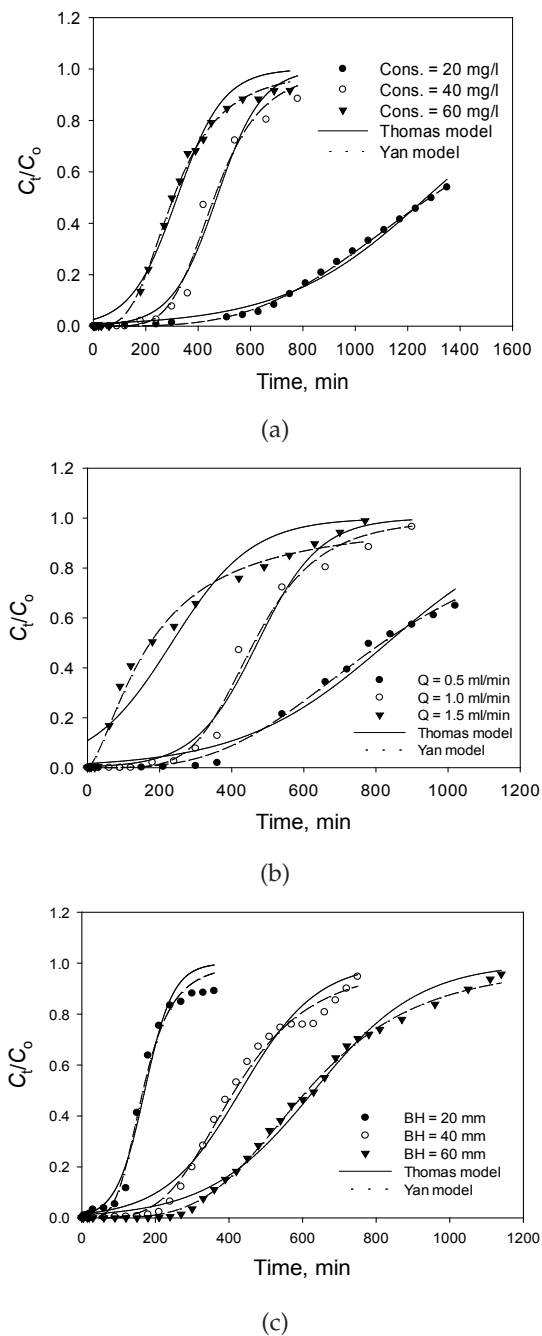 1.2
1.0
0.8
0.6
0.4
0.2
0.0
Ct/Co
Cons. = 20 mg/l
Cons. = 40 mg/l
Cons. = 60 mg/l
Thomas model
Yan model
0 200 400 600 800 1000 1200 1400 1600
Time, min
(a)
1.2
1.0
0.8
0.6
0.4
0.2
0.0
Ct/Co
Q = 0.5 ml/min
Q = 1.0 ml/min
Q = 1.5 ml/min
Thomas model
Yan model
0 200 400 600 800 1000 1200
Time, min
(b)
1.2
1.0
0.8
0.6
0.4
0.2
0.0
Ct/Co
BH = 20 mm
BH = 40 mm
BH = 60 mm
Thomas model
Yan model
0 200 400 600 800 1000 1200
Time, min
(c)